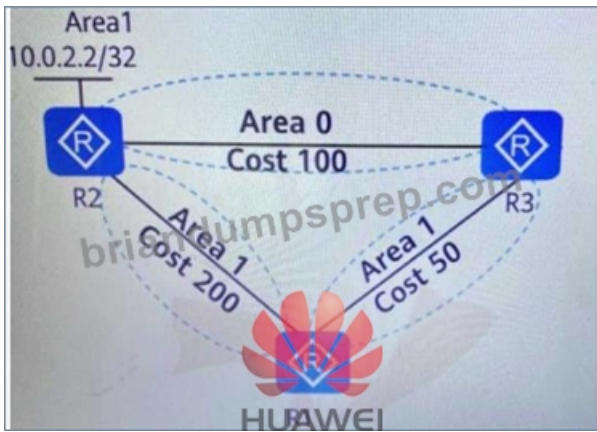 Area1
10.0.2.2/32
Area 0
Cost 100
R2
R3
Area 1
Cost 200
Area 1
Cost 50
briandumpsprep.com
HUAWEI